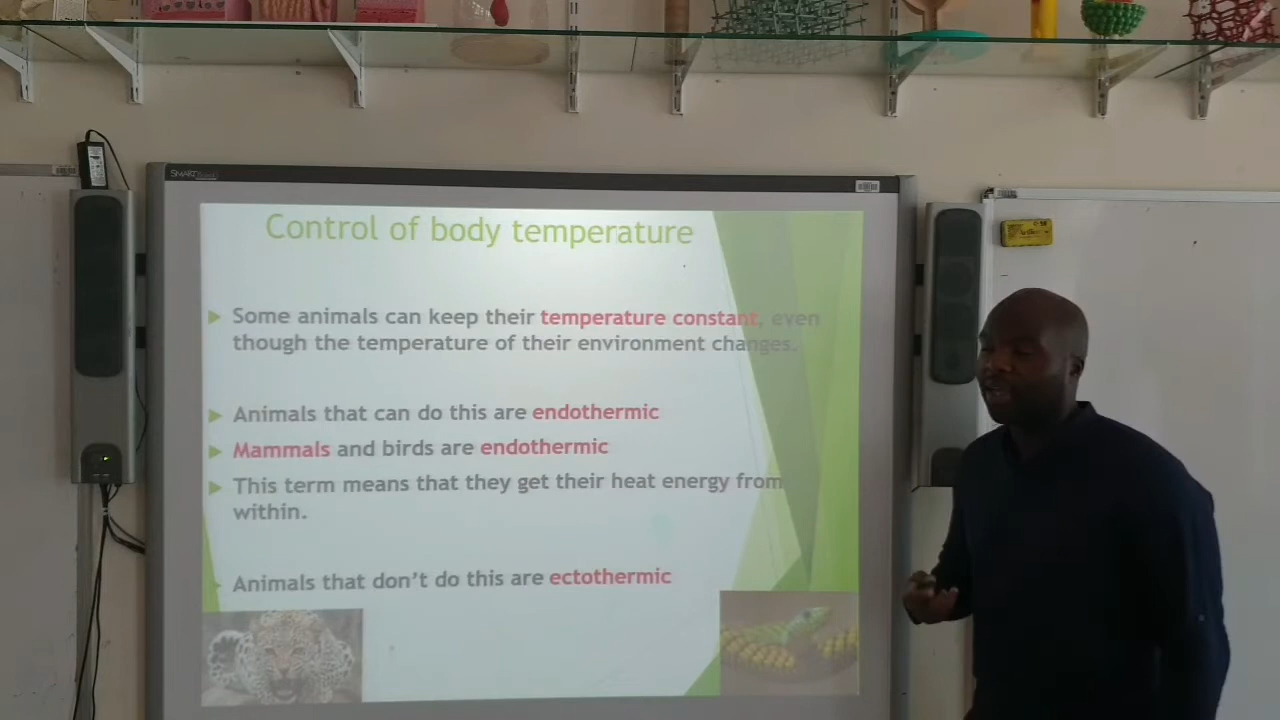 SMART
Control of body temperature
Some animals can keep their temperature constant, even
though the temperature of their environment changes.
Animals that can do this are endothermic
Mammals and birds are endothermic
This term means that they get their heat energy from
within.
Animals that don't do this are ectothermic